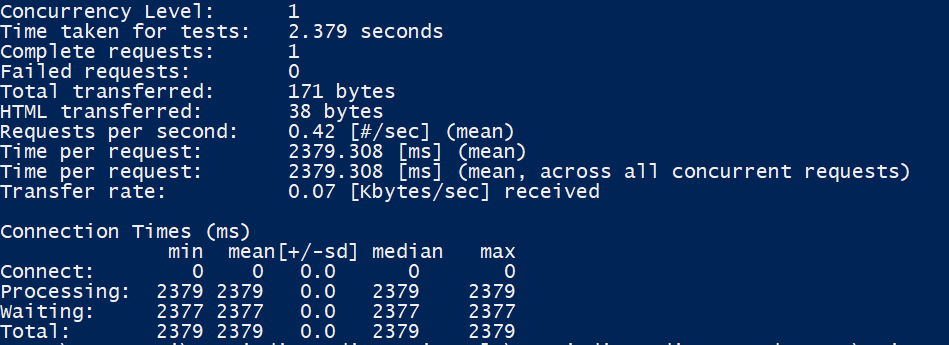 Concurrency Level:      1
Time taken for tests:   2.379 seconds
Complete requests:      1
Failed requests:        0
Total transferred:      171 bytes
HTML transferred:       38 bytes
Requests per second:    0.42 [#/sec] (mean)
Time per request:       2379.308 [ms] (mean)
Time per request:       2379.308 [ms] (mean, across all concurrent requests)
Transfer rate:          0.07 [Kbytes/sec] received

Connection Times (ms)
              min  mean[+/-sd] median   max
Connect:        0    0   0.0      0       0
Processing:  2379 2379   0.0   2379    2379
Waiting:     2377 2377   0.0   2377    2377
Total:       2379 2379   0.0   2379    2379